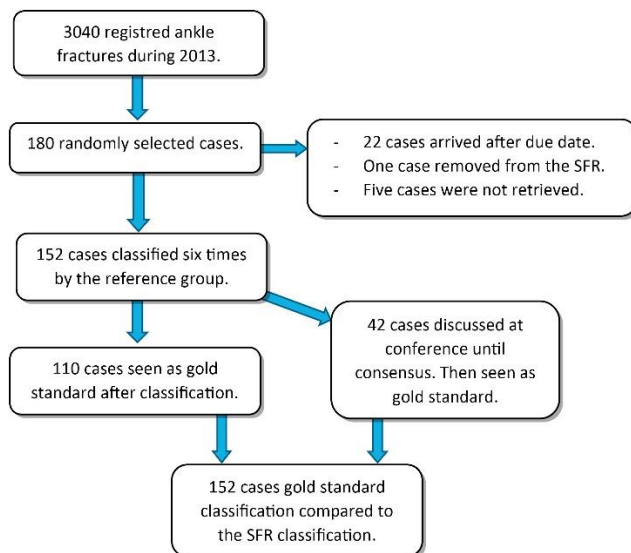 3040 registred ankle
fractures during 2013.
180 randomly selected cases.
- 22 cases arrived after due date.
- One case removed from the SFR.
- Five cases were not retrieved.
152 cases classified six times
by the reference group.
42 cases discussed at
conference until
consensus. Then seen as
gold standard.
110 cases seen as gold
standard after classification.
152 cases gold standard
classification compared to
the SFR classification.